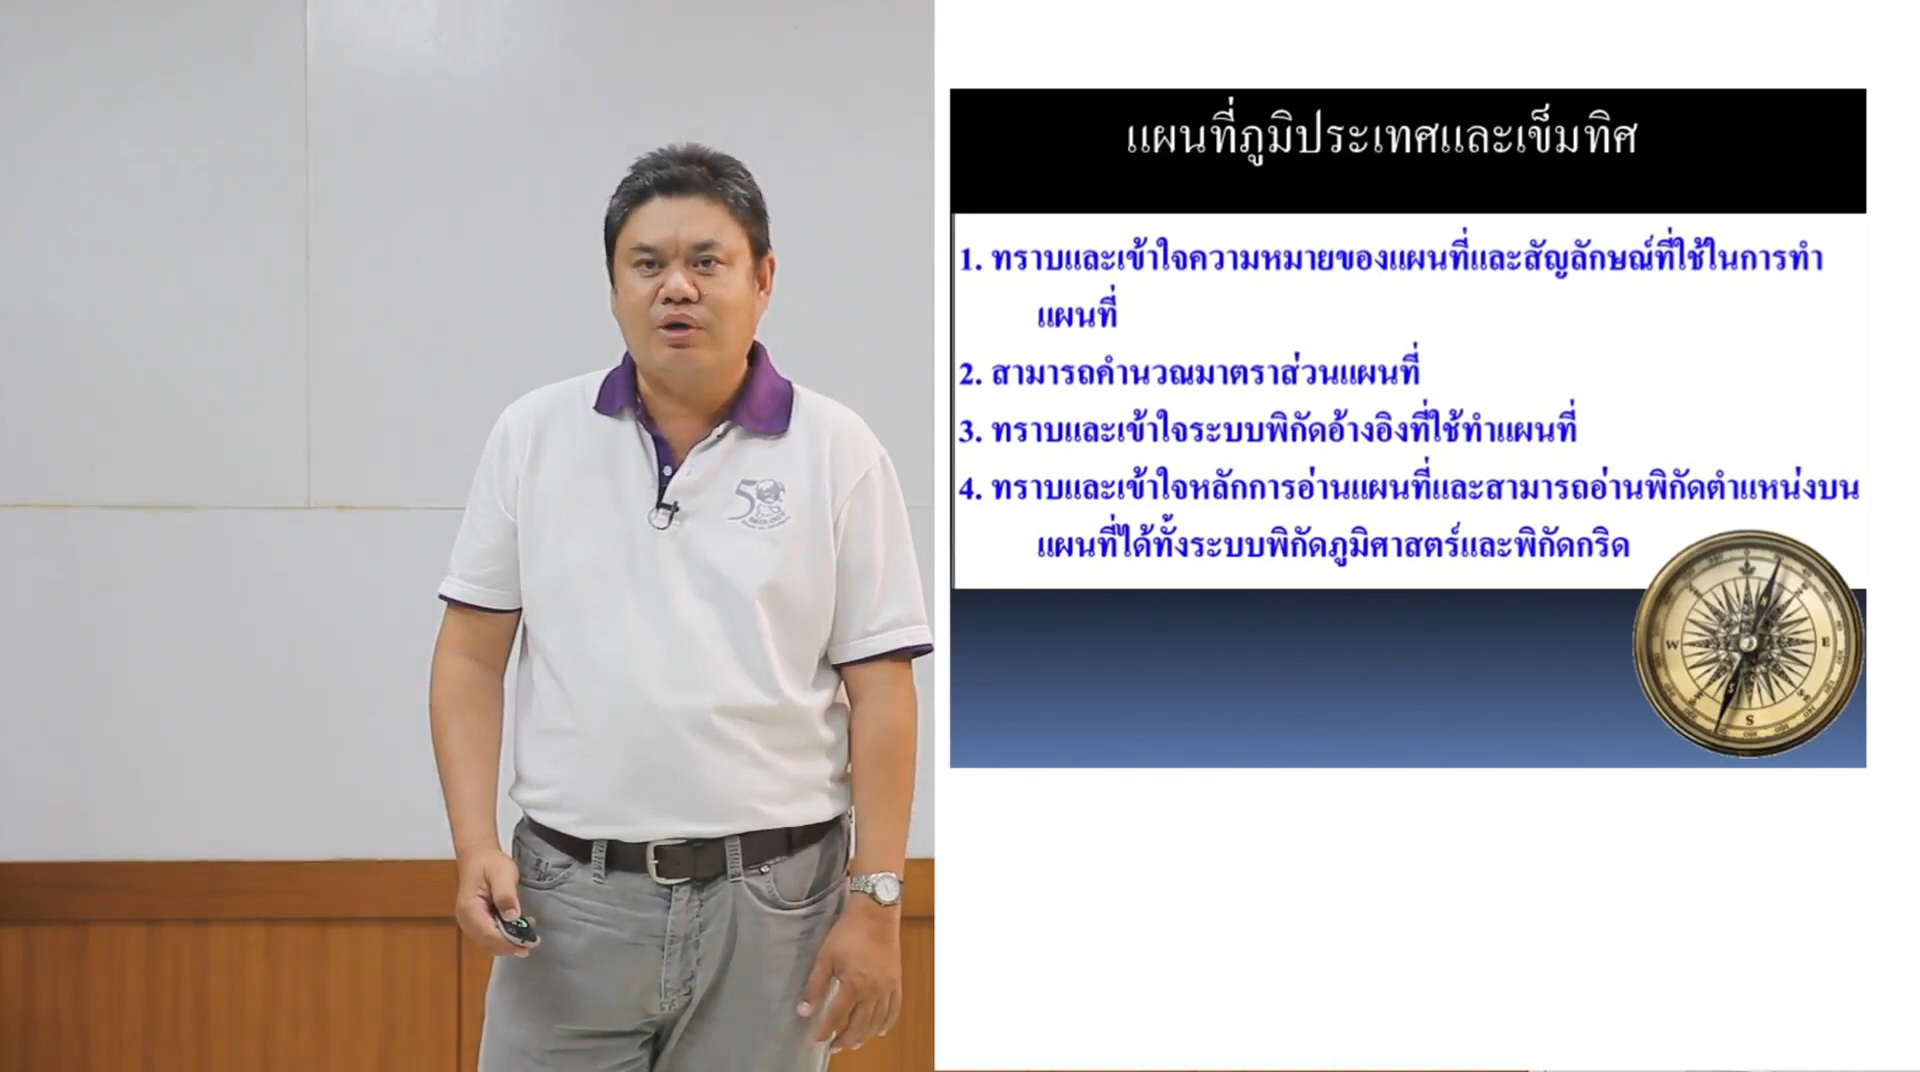 แผนที่ภูมิประเทศและเข็มทิศ
1. ทราบและเข้าใจความหมายของแผนที่และสัญลักษณ์ที่ใช้ในการทำ
แผนที่
2. สามารถคำนวณมาตราส่วนแผนที่
3. ทราบและเข้าใจระบบพิกัดอ้างอิงที่ใช้ทำแผนที่
4. ทราบและเข้าใจหลักการอ่านแผนที่และสามารถอ่านพิกัดตำแหน่งบน
แผนที่ได้ทั้งระบบพิกัดภูมิศาสตร์และพิกัดกริด
50
W
E
S